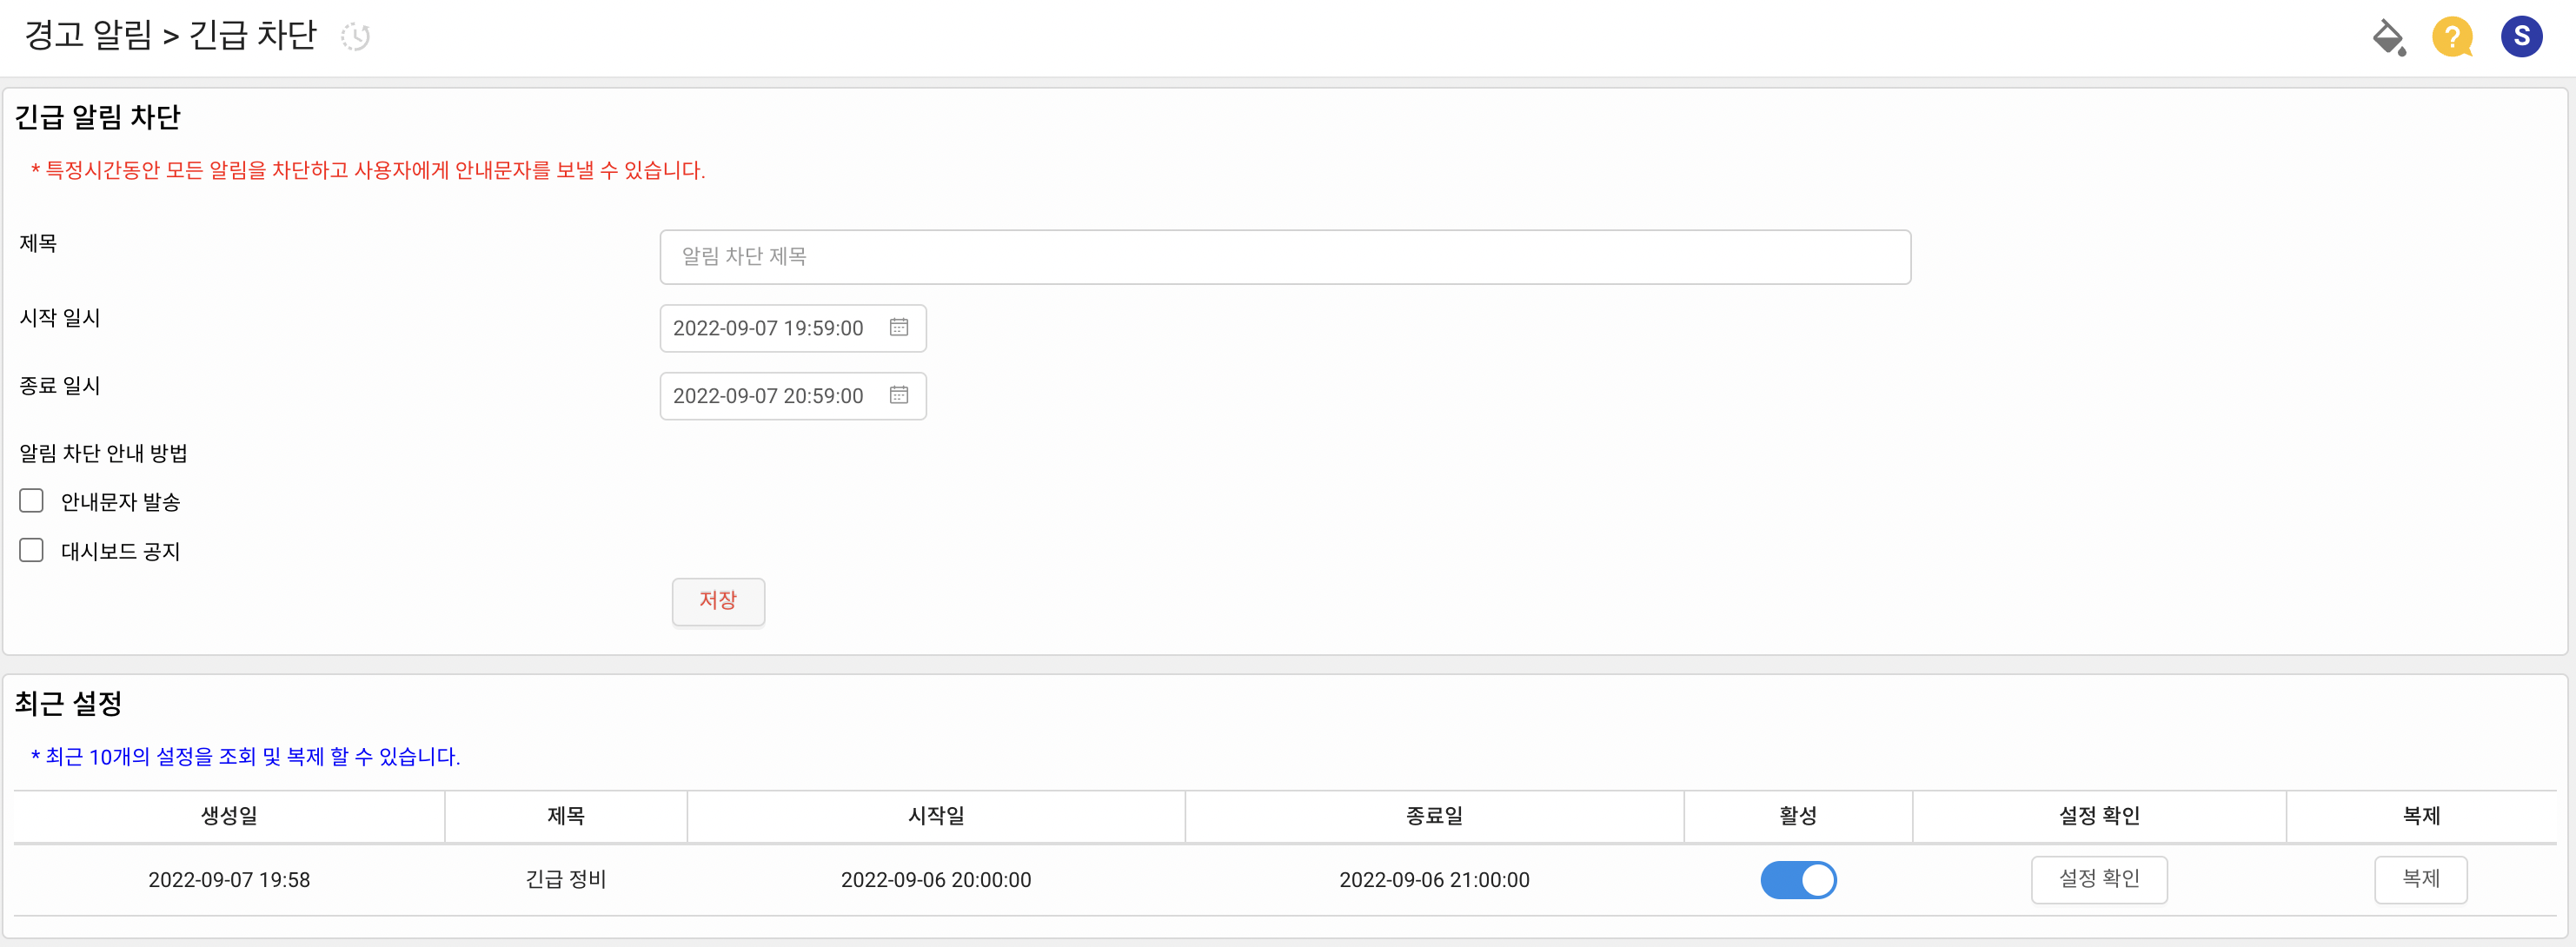 경고 알림 > 긴급 차단
?
S
긴급 알림 차단
* 특정시간동안 모든 알림을 차단하고 사용자에게 안내문자를 보낼 수 있습니다.
제목
알림 차단 제목
시작 일시
2022-09-07 19:59:00
종료 일시
2022-09-07 20:59:00
알림 차단 안내 방법
안내문자 발송
대시보드 공지
저장
최근 설정
* 최근 10개의 설정을 조회 및 복제 할 수 있습니다.
생성일 제목 시작일 종료일 활성 설정 확인 복제
2022-09-07 19:58 긴급 정비 2022-09-06 20:00:00 2022-09-06 21:00:00 설정 확인 복제